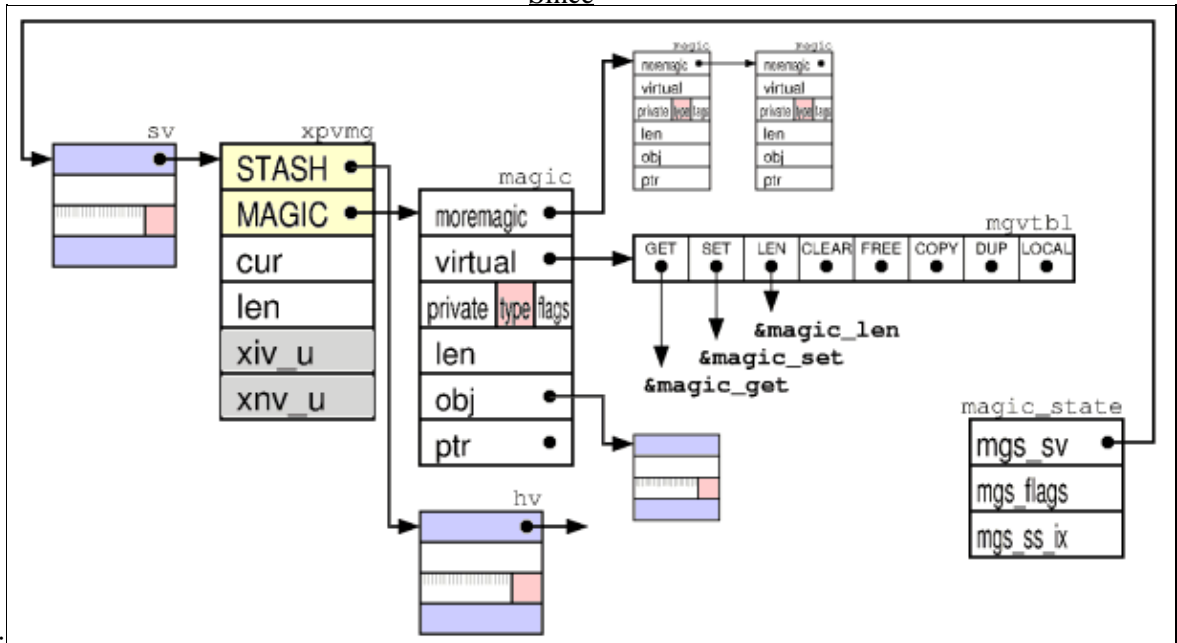 Since
sv
xpvmg
STASH
MAGIC
cur
len
xiv_u
xnv_u
magic
moremagic
virtual
private type flags
len
obj
ptr
hv
magic
moremagic
virtual
private type flags
len
obj
ptr
magic
moremagic
virtual
private type flags
len
obj
ptr
mgvtbl
GET SET LEN CLEAR FREE COPY DUP LOCAL
&magic_len
&magic_set
&magic_get
magic_state
mgs_sv
mgs_flags
mgs_ss_ix
.